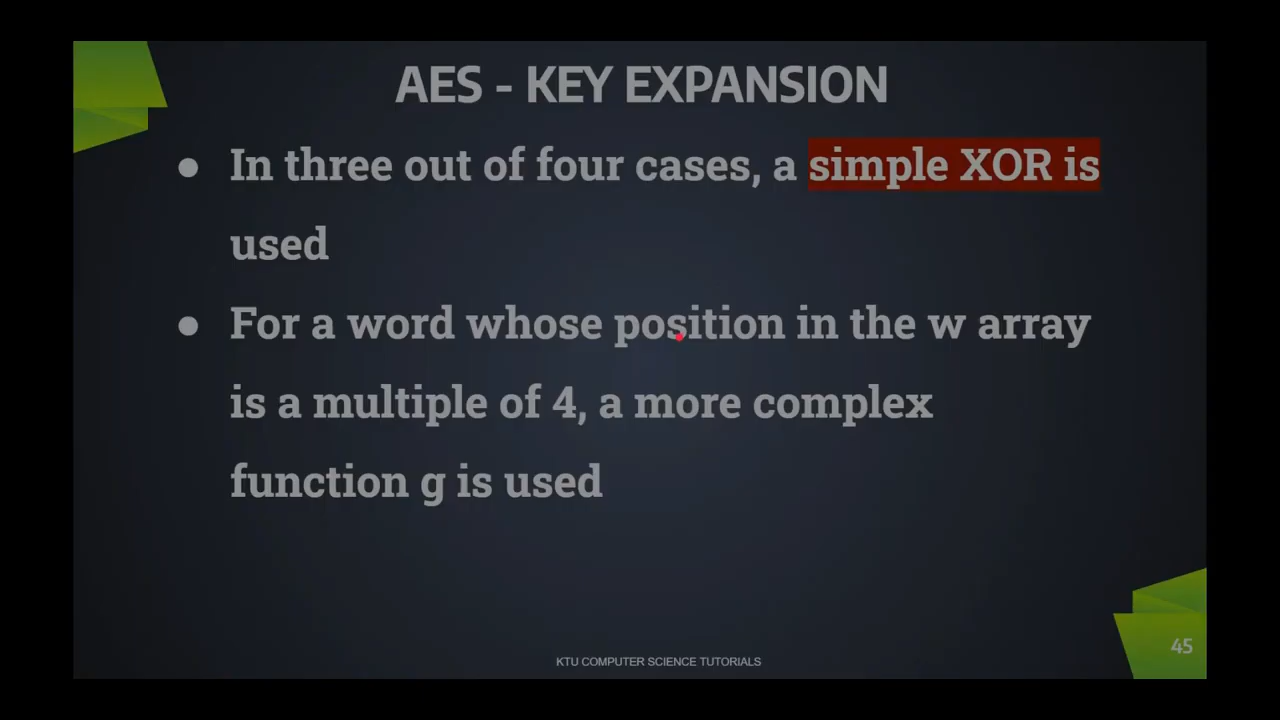 AES - KEY EXPANSION
● In three out of four cases, a simple XOR is
used
● For a word whose position in the w array
is a multiple of 4, a more complex
function g is used
45
KTU COMPUTER SCIENCE TUTORIALS